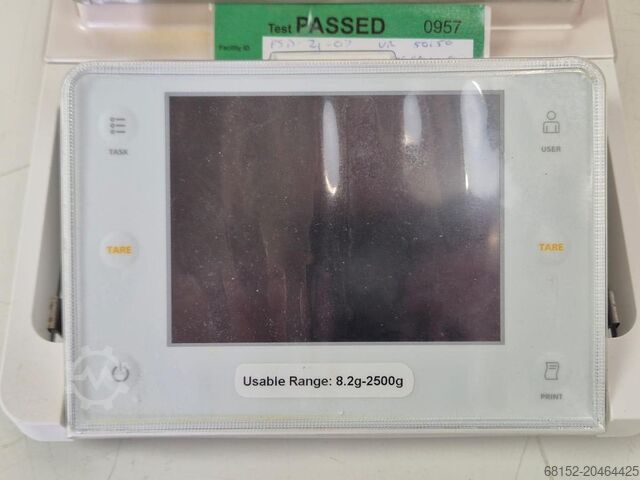 Test PASSED 0957
Facility ID
TASK
USER
TARE
TARE
Usable Range: 8.2g-2500g
PRINT
68152-20464425